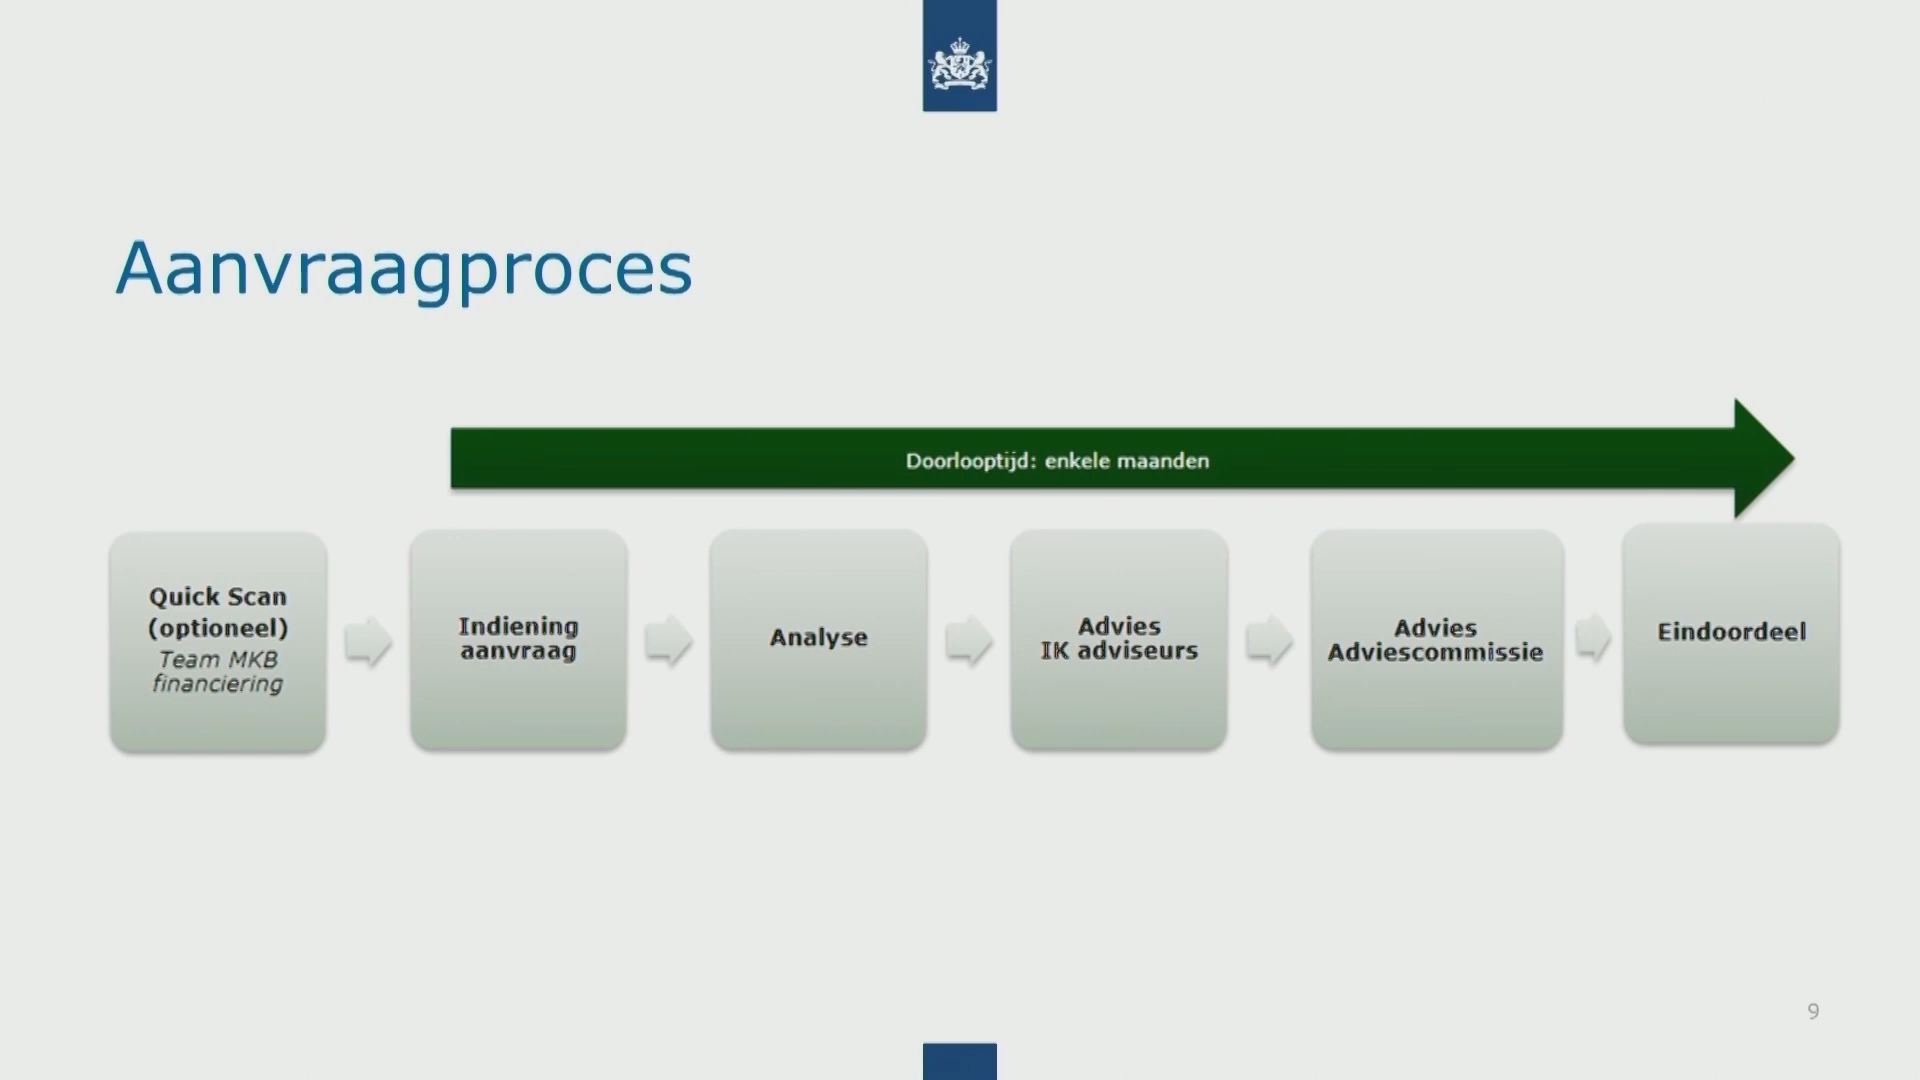 Aanvraagproces
Doorlooptijd: enkele maanden
Quick Scan
(optioneel)
Team MKB
financiering
Indiening
aanvraag
Analyse
Advies
IK adviseurs
Advies
Adviescommissie
Eindoordeel
9